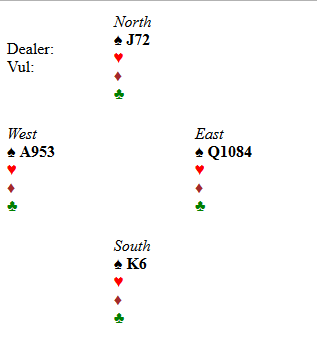 North
♠ J72
Dealer:
♥
Vul:
♦
♣
West
East
♠ A953
♠ Q1084
♥
♥
♦
♦
♣
♣
South
♠ K6
♥
♦
♣